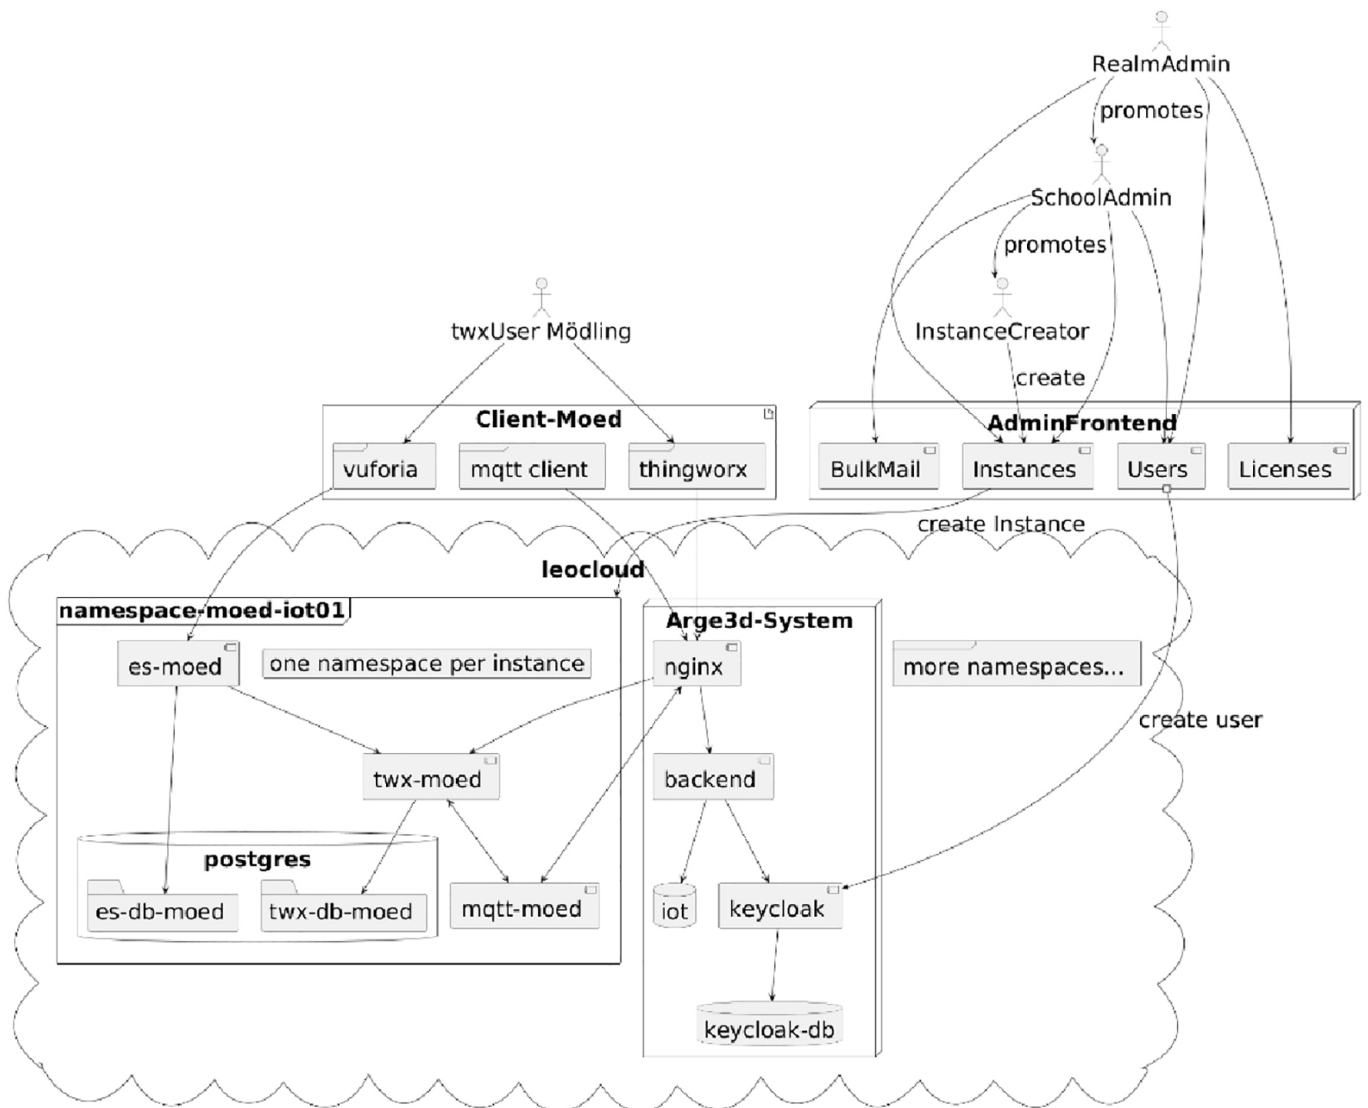 RealmAdmin
promotes
SchoolAdmin
promotes
twxUser Mödling
InstanceCreator
create
Client-Moed
AdminFrontend
vuforia
mqtt client
thingworx
BulkMail
Instances
Users
Licenses
create Instance
leocloud
namespace-moed-iot01
Arge3d-System
es-moed
one namespace per instance
nginx
more namespaces...
create user
twx-moed
backend
postgres
es-db-moed
twx-db-moed
mqtt-moed
iot
keycloak
keycloak-db